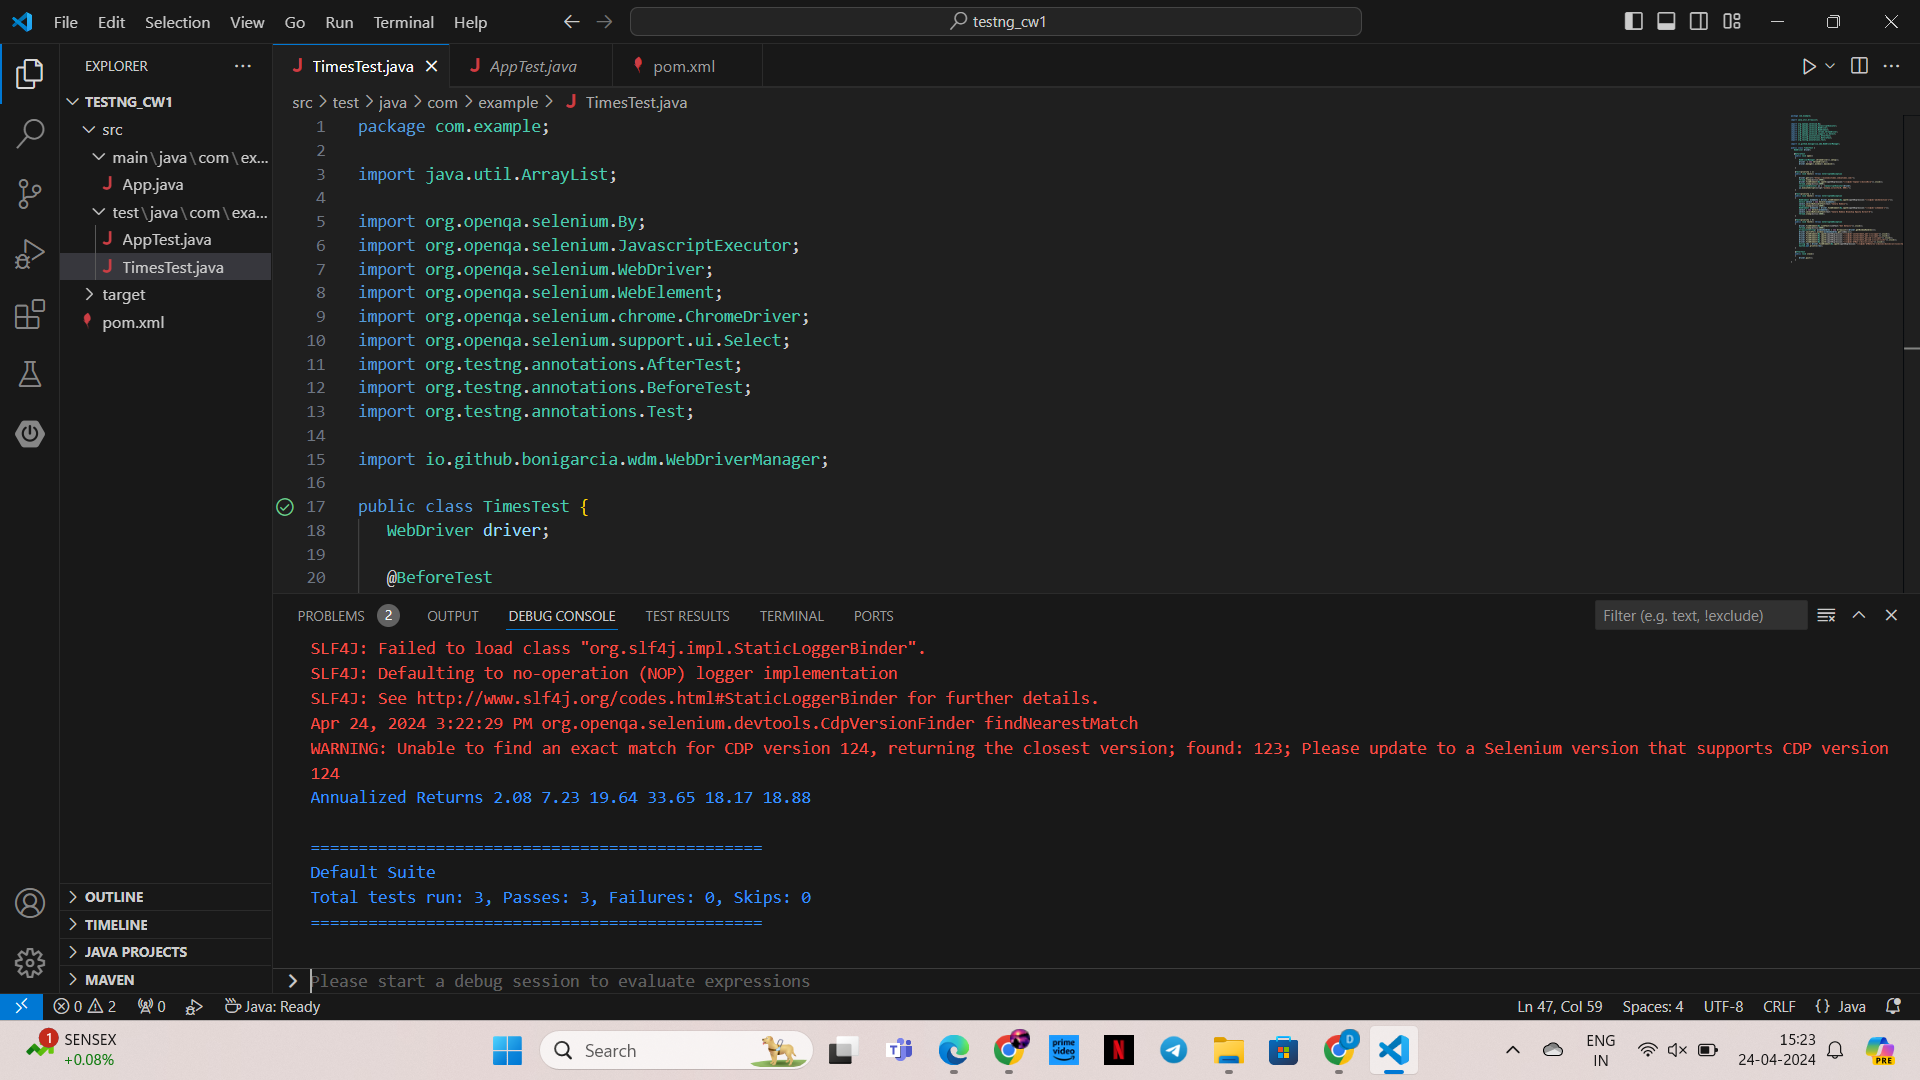 File Edit Selection View Go Run Terminal Help
testng_cw1
EXPLORER
TESTNG_CW1
src
main\java\com\ex...
App.java
test\java\com\exa...
AppTest.java
TimesTest.java
target
pom.xml
OUTLINE
TIMELINE
JAVA PROJECTS
MAVEN
TimesTest.java AppTest.java pom.xml
src > test > java > com > example > TimesTest.java
1 package com.example;
2
3 import java.util.ArrayList;
4
5 import org.openqa.selenium.By;
6 import org.openqa.selenium.JavascriptExecutor;
7 import org.openqa.selenium.WebDriver;
8 import org.openqa.selenium.WebElement;
9 import org.openqa.selenium.chrome.ChromeDriver;
10 import org.openqa.selenium.support.ui.Select;
11 import org.testng.annotations.AfterTest;
12 import org.testng.annotations.BeforeTest;
13 import org.testng.annotations.Test;
14
15 import io.github.bonigarcia.wdm.WebDriverManager;
16
17 public class TimesTest {
18 WebDriver driver;
19
20 @BeforeTest
PROBLEMS 2 OUTPUT DEBUG CONSOLE TEST RESULTS TERMINAL PORTS
Filter (e.g. text, !exclude)
SLF4J: Failed to load class "org.slf4j.impl.StaticLoggerBinder".
SLF4J: Defaulting to no-operation (NOP) logger implementation
SLF4J: See http://www.slf4j.org/codes.html#StaticLoggerBinder for further details.
Apr 24, 2024 3:22:29 PM org.openqa.selenium.devtools.CdpVersionFinder findNearestMatch
WARNING: Unable to find an exact match for CDP version 124, returning the closest version; found: 123; Please update to a Selenium version that supports CDP version
124
Annualized Returns 2.08 7.23 19.64 33.65 18.17 18.88
===============================================
Default Suite
Total tests run: 3, Passes: 3, Failures: 0, Skips: 0
===============================================
Please start a debug session to evaluate expressions
0 2 0 Java: Ready
Ln 47, Col 59 Spaces: 4 UTF-8 CRLF {} Java
1 SENSEX
+0.08%
Search
prime video
N
D
ENG
IN
15:23
24-04-2024
PRE